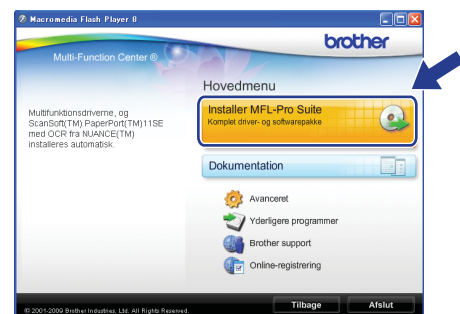 Macromedia Flash Player 8
brother
Multi-Function Center ®
Hovedmenu
Multifunktionsdriverne, og
ScanSoft(TM) PaperPort(TM)11SE
med OCR fra NUANCE(TM)
installeres automatisk.
Installer MFL-Pro Suite
Komplet driver- og softwarepakke
Dokumentation
Avanceret
Yderligere programmer
Brother support
Online-registrering
© 2001-2009 Brother Industries, Ltd. All Rights Reserved.
Tilbage
Afslut